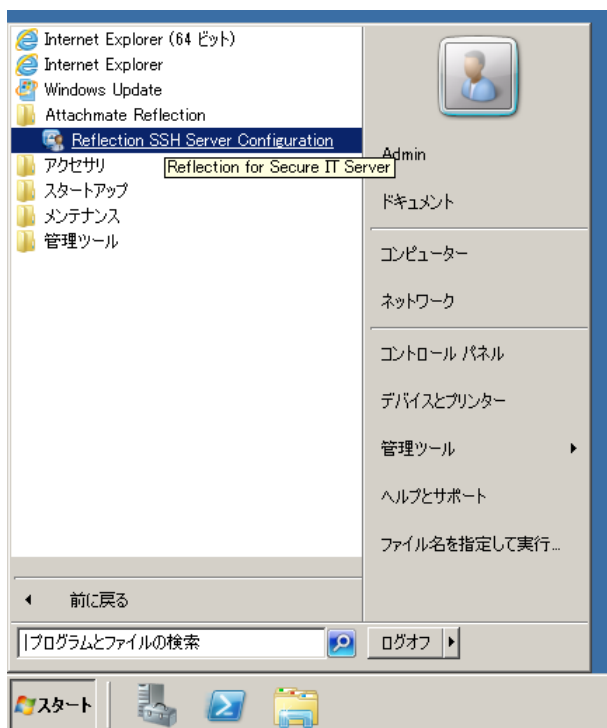 Internet Explorer (64 ビット)
Internet Explorer
Windows Update
Attachmate Reflection
Reflection SSH Server Configuration
Reflection for Secure IT Server
アクセサリ
スタートアップ
メンテナンス
管理ツール
前に戻る
プログラムとファイルの検索
Admin
ドキュメント
コンピューター
ネットワーク
コントロール パネル
デバイスとプリンター
管理ツール
ヘルプとサポート
ファイル名を指定して実行...
ログオフ
スタート